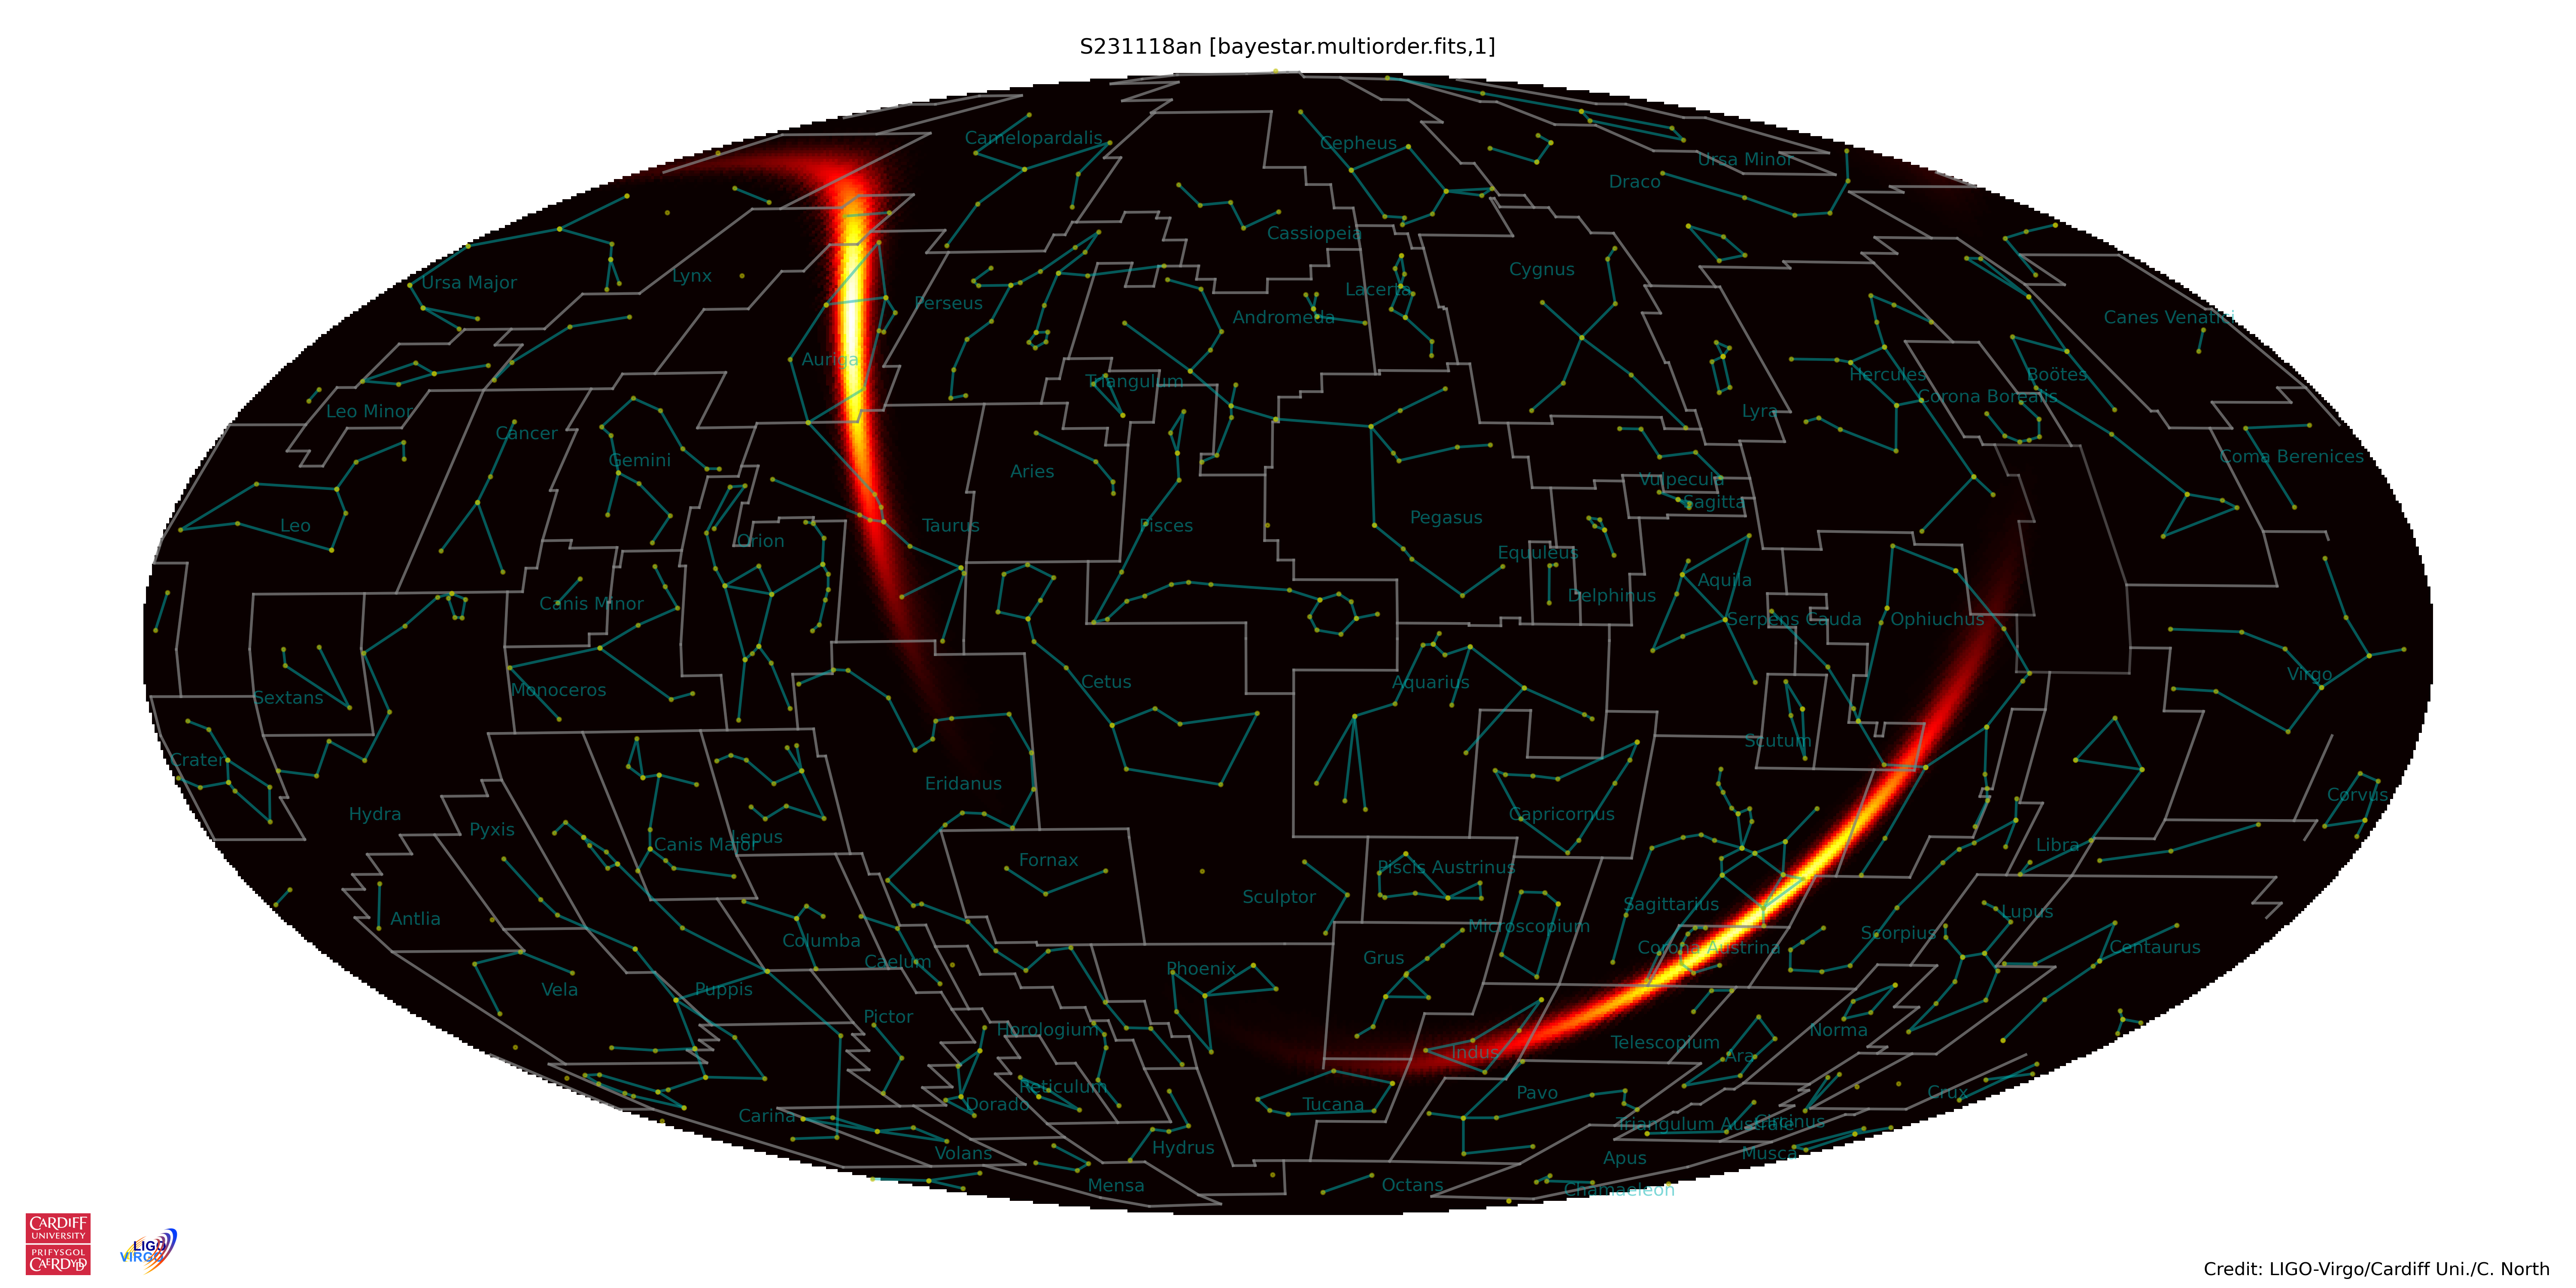 S231118an [bayestar.multiorder.fits,1]
Camelopardalis
Cepheus
Ursa Minor
Draco
Cassiopeia
Cygnus
Lynx
Ursa Major
Lacerta
Perseus
Andromeda
Canes Venatici
Auriga
Hercules
Boötes
Triangulum
Corona Borealis
Leo Minor
Lyra
Cancer
Coma Berenices
Gemini
Aries
Vulpecula
Sagitta
Pegasus
Leo
Taurus
Pisces
Orion
Equuleus
Aquila
Delphinus
Canis Minor
Serpens Cauda
Ophiuchus
Virgo
Cetus
Aquarius
Monoceros
Sextans
Scutum
Crater
Eridanus
Corvus
Hydra
Capricornus
Pyxis
Lepus
Canis Major
Libra
Fornax
Piscis Austrinus
Sculptor
Sagittarius
Lupus
Antlia
Microscopium
Scorpius
Columba
Corona Austrina
Centaurus
Grus
Caelum
Phoenix
Vela
Puppis
Pictor
Horologium
Norma
Telescopium
Indus
Ara
Reticulum
Pavo
Crux
Dorado
Tucana
Carina
Triangulum Australe
Circinus
Hydrus
Volans
Musca
Apus
Mensa
Octans
Chamaeleon
CARDIFF
UNIVERSITY
PRIFYSGOL
CAERDYDD
LIGO
VIRGO
Credit: LIGO-Virgo/Cardiff Uni./C. North